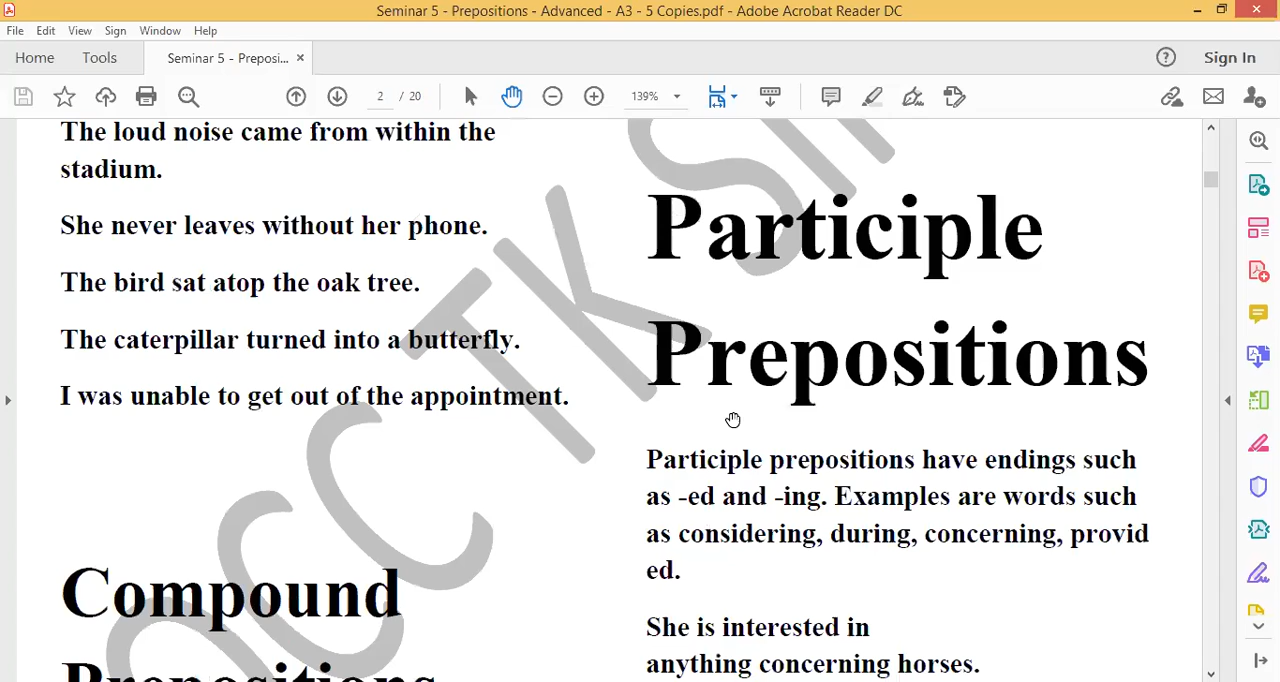 Seminar 5 - Prepositions - Advanced - A3 - 5 Copies.pdf - Adobe Acrobat Reader DC
File Edit View Sign Window Help
Home Tools Seminar 5 - Preposi... × Sign In
2 / 20 139%
The loud noise came from within the
stadium.
She never leaves without her phone.
The bird sat atop the oak tree.
The caterpillar turned into a butterfly.
I was unable to get out of the appointment.
Compound
Prepositions
Participle
Prepositions
Participle prepositions have endings such
as -ed and -ing. Examples are words such
as considering, during, concerning, provid
ed.
She is interested in
anything concerning horses.
OCC TK